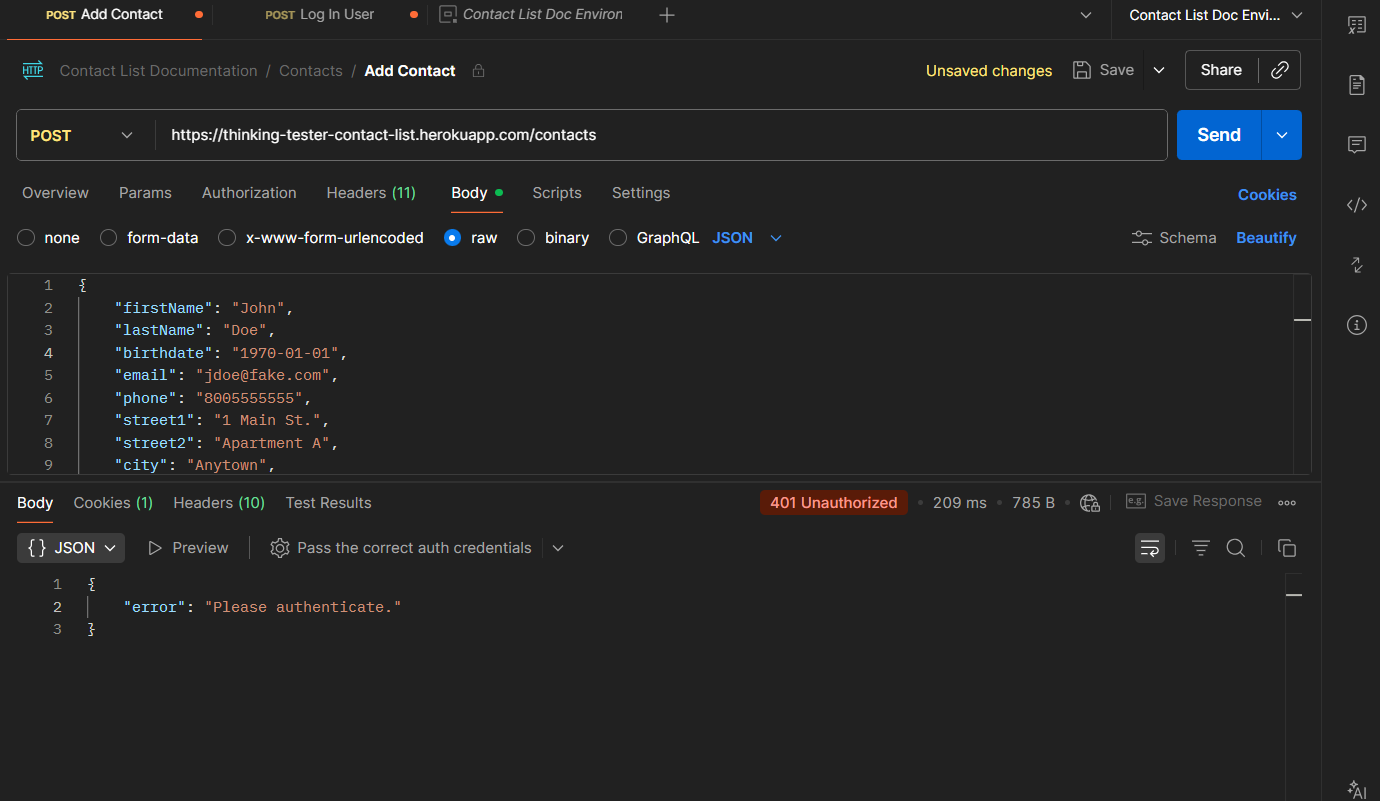 POST Add Contact POST Log In User Contact List Doc Environ Contact List Doc Envi...
HTTP Contact List Documentation / Contacts / Add Contact Unsaved changes Save Share
POST https://thinking-tester-contact-list.herokuapp.com/contacts Send
Overview Params Authorization Headers (11) Body Scripts Settings Cookies
none form-data x-www-form-urlencoded raw binary GraphQL JSON Schema Beautify
1 {
2 "firstName": "John",
3 "lastName": "Doe",
4 "birthdate": "1970-01-01",
5 "email": "jdoe@fake.com",
6 "phone": "8005555555",
7 "street1": "1 Main St.",
8 "street2": "Apartment A",
9 "city": "Anytown",
Body Cookies (1) Headers (10) Test Results 401 Unauthorized 209 ms 785 B e.g. Save Response
{} JSON Preview Pass the correct auth credentials
1 {
2 "error": "Please authenticate."
3 }
AI